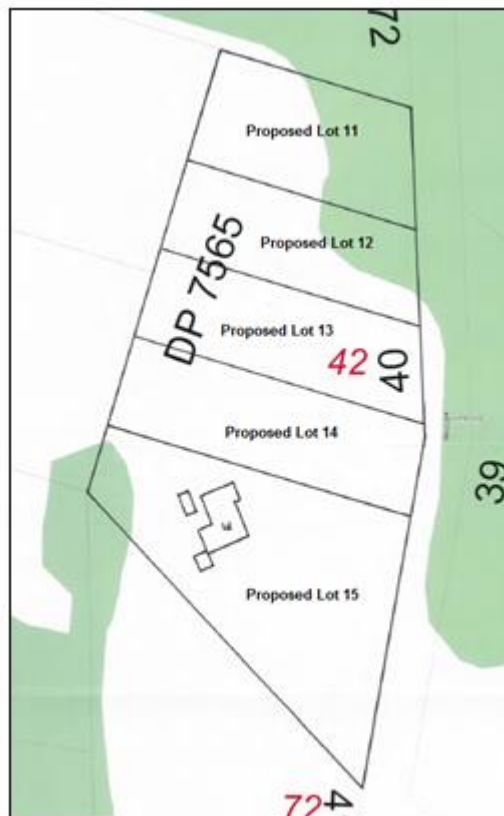 72
Proposed Lot 11
Proposed Lot 12
DP 7565
Proposed Lot 13
42
40
Proposed Lot 14
39
Proposed Lot 15
72
4